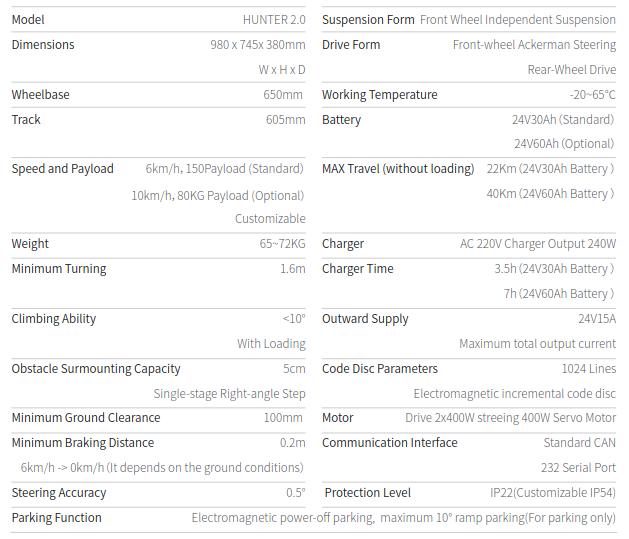 Model HUNTER 2.0
Dimensions 980 x 745x 380mm
W x H x D
Wheelbase 650mm
Track 605mm
Speed and Payload 6km/h, 150Payload (Standard)
10km/h, 80KG Payload (Optional)
Customizable
Weight 65~72KG
Minimum Turning 1.6m
Climbing Ability <10°
With Loading
Obstacle Surmounting Capacity 5cm
Single-stage Right-angle Step
Minimum Ground Clearance 100mm
Minimum Braking Distance 0.2m
6km/h -> 0km/h (It depends on the ground conditions)
Steering Accuracy 0.5°
Suspension Form Front Wheel Independent Suspension
Drive Form Front-wheel Ackerman Steering
Rear-Wheel Drive
Working Temperature -20~65°C
Battery 24V30Ah (Standard)
24V60Ah (Optional)
MAX Travel (without loading) 22Km (24V30Ah Battery )
40Km (24V60Ah Battery )
Charger AC 220V Charger Output 240W
Charger Time 3.5h (24V30Ah Battery )
7h (24V60Ah Battery )
Outward Supply 24V15A
Maximum total output current
Code Disc Parameters 1024 Lines
Electromagnetic incremental code disc
Motor Drive 2x400W streeing 400W Servo Motor
Communication Interface Standard CAN
232 Serial Port
Protection Level IP22(Customizable IP54)
Parking Function Electromagnetic power-off parking, maximum 10° ramp parking(For parking only)